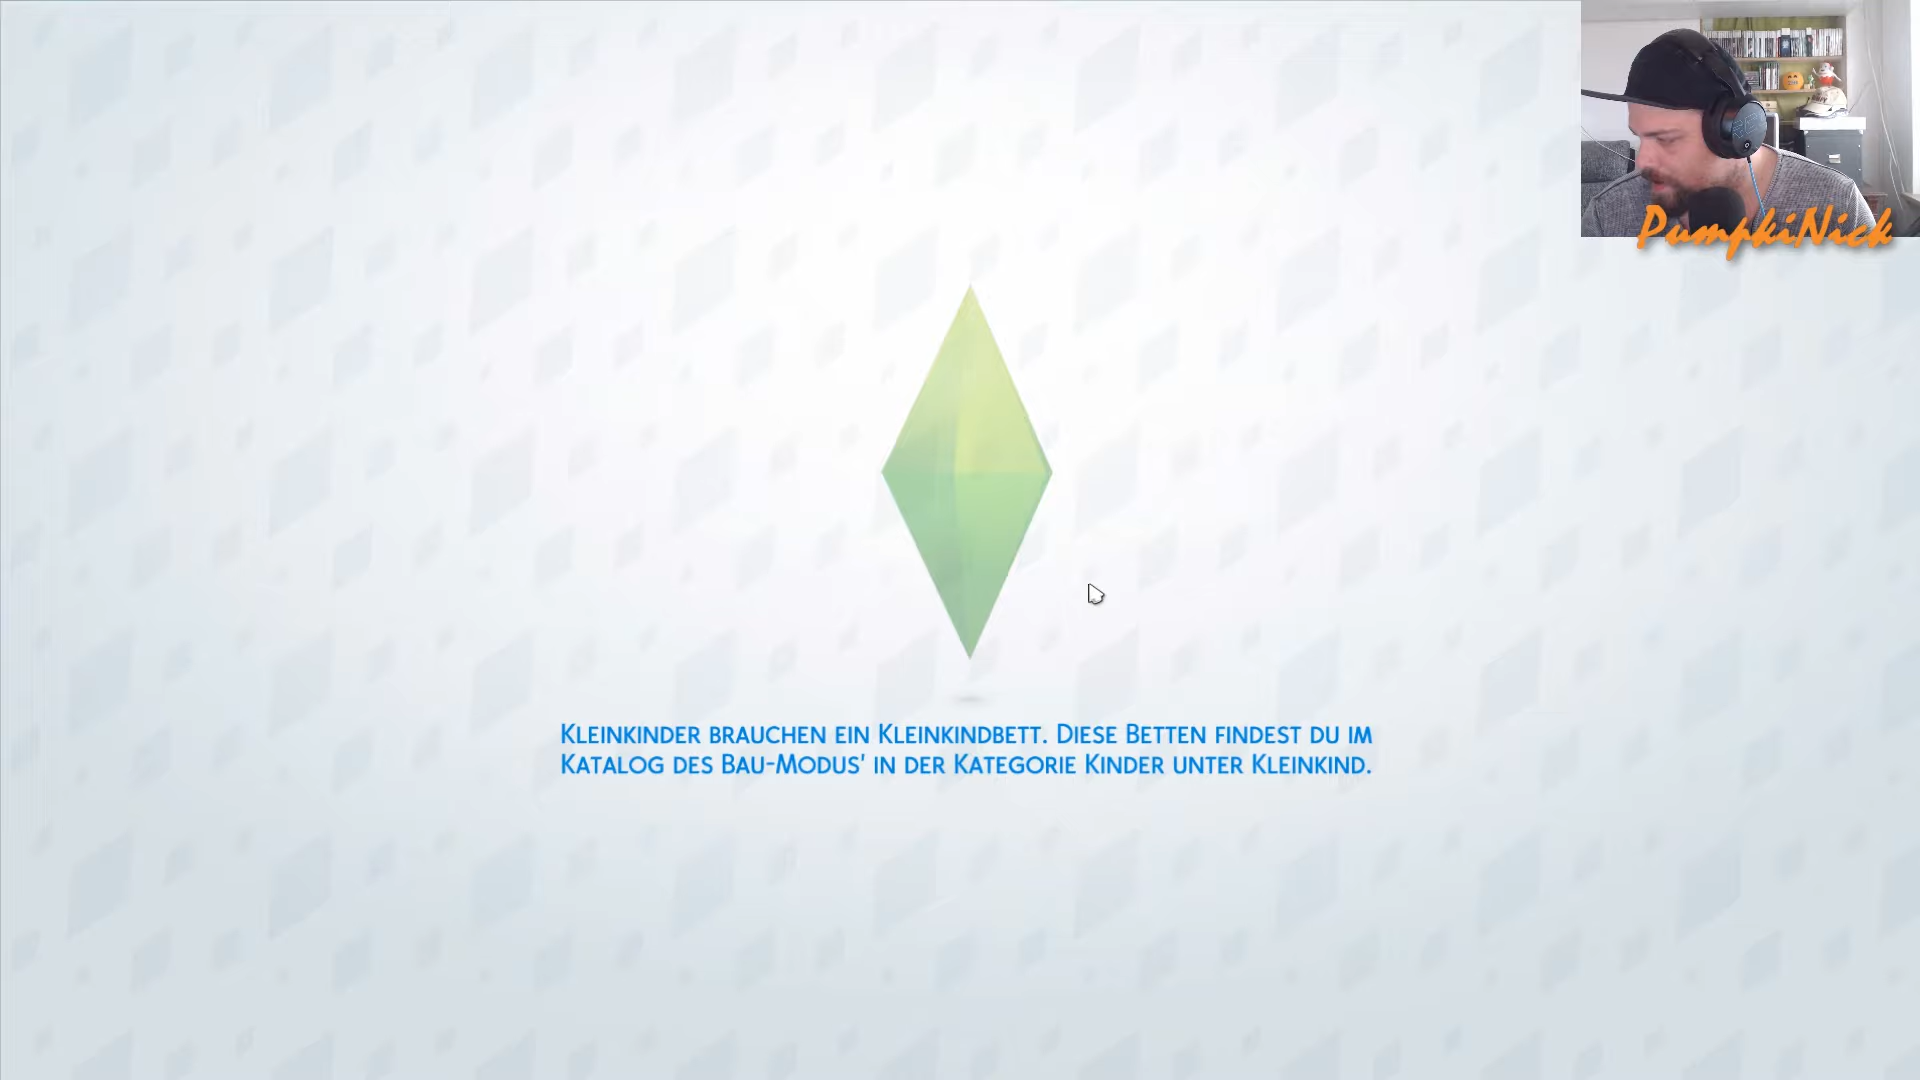 PumpkiNick
Kleinkinder brauchen ein Kleinkindbett. Diese Betten findest du im
Katalog des Bau-Modus' in der Kategorie Kinder unter Kleinkind.